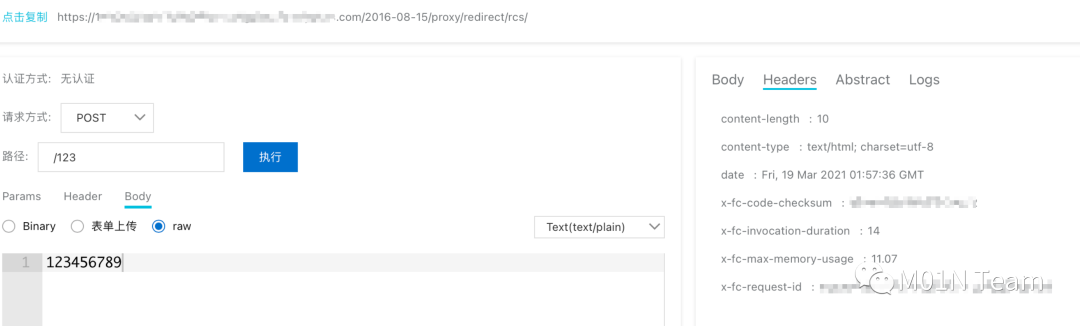 点击复制 https://1 .com/2016-08-15/proxy/redirect/rcs/
认证方式: 无认证
请求方式: POST
路径: /123 执行
Params Header Body
Binary 表单上传 raw Text(text/plain)
1 123456789
Body Headers Abstract Logs
content-length : 10
content-type : text/html; charset=utf-8
date : Fri, 19 Mar 2021 01:57:36 GMT
x-fc-code-checksum :
x-fc-invocation-duration : 14
x-fc-max-memory-usage : 11.07
x-fc-request-id :
M01N Team